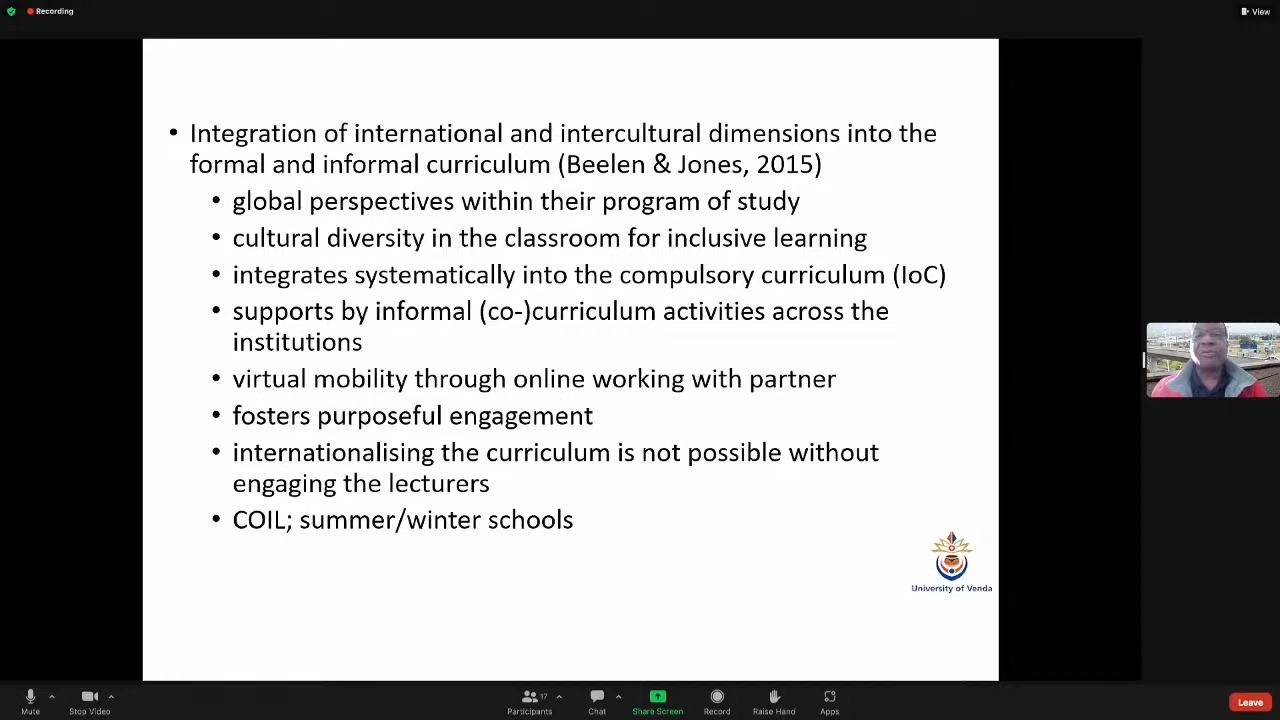 Recording
View
• Integration of international and intercultural dimensions into the
formal and informal curriculum (Beelen & Jones, 2015)
• global perspectives within their program of study
• cultural diversity in the classroom for inclusive learning
• integrates systematically into the compulsory curriculum (IoC)
• supports by informal (co-)curriculum activities across the
institutions
• virtual mobility through online working with partner
• fosters purposeful engagement
• internationalising the curriculum is not possible without
engaging the lecturers
• COIL; summer/winter schools
University of Venda
17
Mute
Stop Video
Participants
Chat
Share Screen
Record
Raise Hand
Apps
Leave